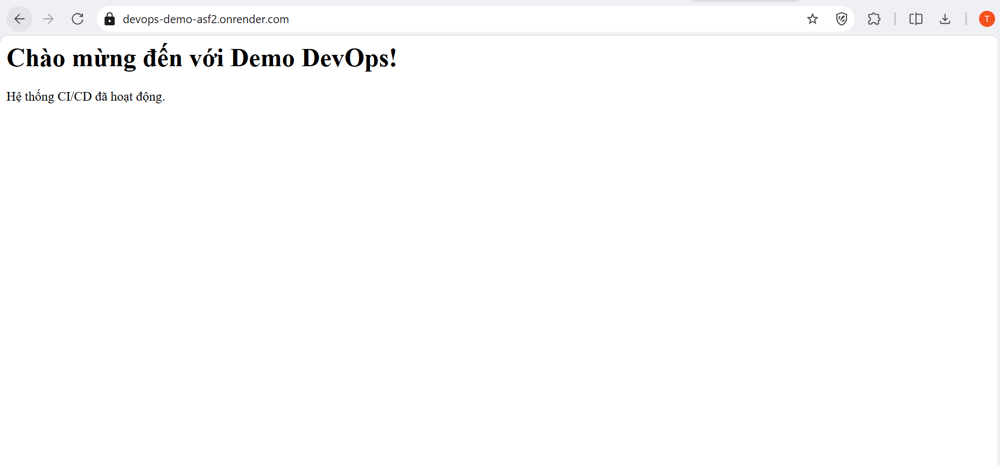 devops-demo-asf2.onrender.com
T
Chào mừng đến với Demo DevOps!
Hệ thống CI/CD đã hoạt động.